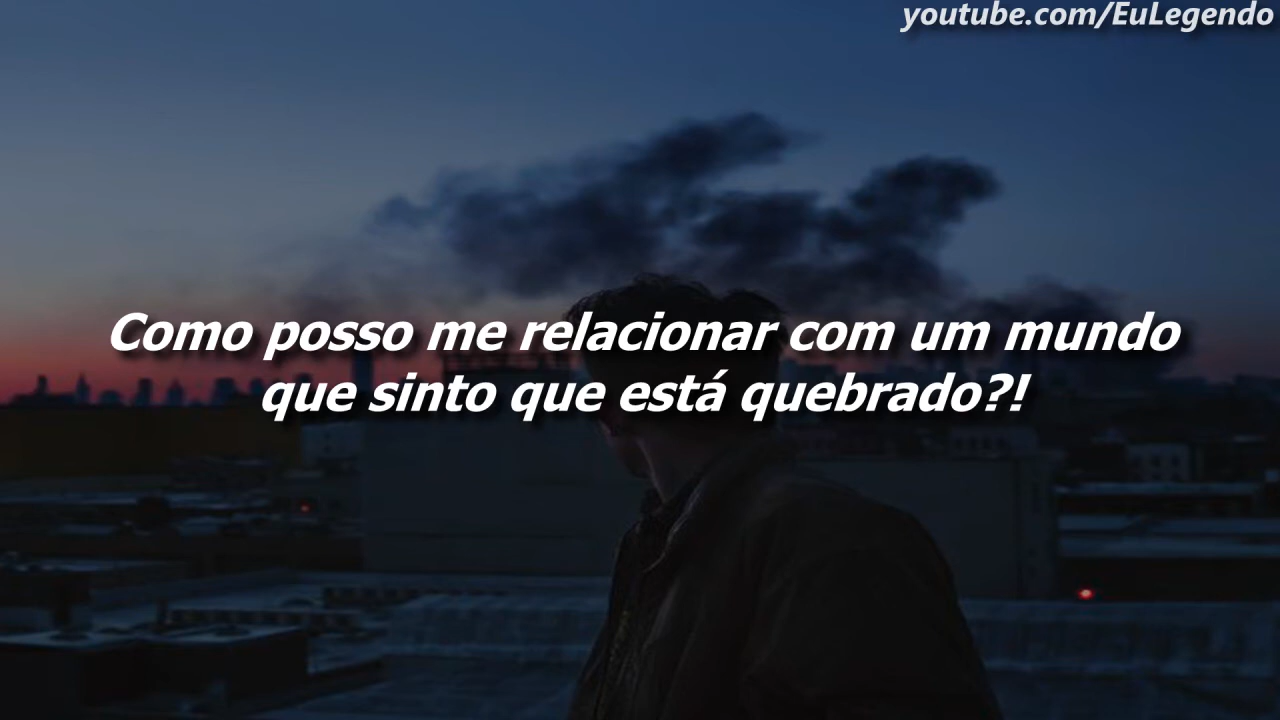 youtube.com/EuLegendo
Como posso me relacionar com um mundo
que sinto que está quebrado?!